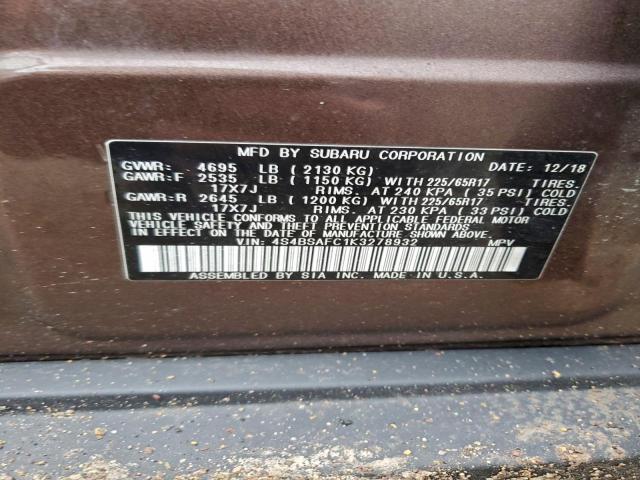 MFD BY SUBARU CORPORATION
GVWR: 4695 LB ( 2130 KG) DATE: 12/18
GAWR:F 2535 LB ( 1150 KG) WITH 225/65R17 TIRES.
17X7J RIMS. AT 240 KPA ( 35 PSI) COLD
GAWR:R 2645 LB ( 1200 KG) WITH 225/65R17 TIRES.
17X7J RIMS. AT 230 KPA ( 33 PSI) COLD
THIS VEHICLE CONFORMS TO ALL APPLICABLE FEDERAL MOTOR
VEHICLE SAFETY AND THEFT PREVENTION STANDARDS IN
EFFECT ON THE DATE OF MANUFACTURE SHOWN ABOVE.
VIN: 4S4BSAFC1K3278932 MPV
ASSEMBLED BY SIA INC. MADE IN U.S.A.